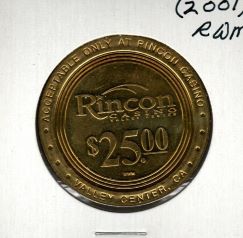 (2001)
RWM
• ACCEPTABLE ONLY AT RINCON CASINO •
Rincon
CASINO
$25.00
VALLEY CENTER, CA